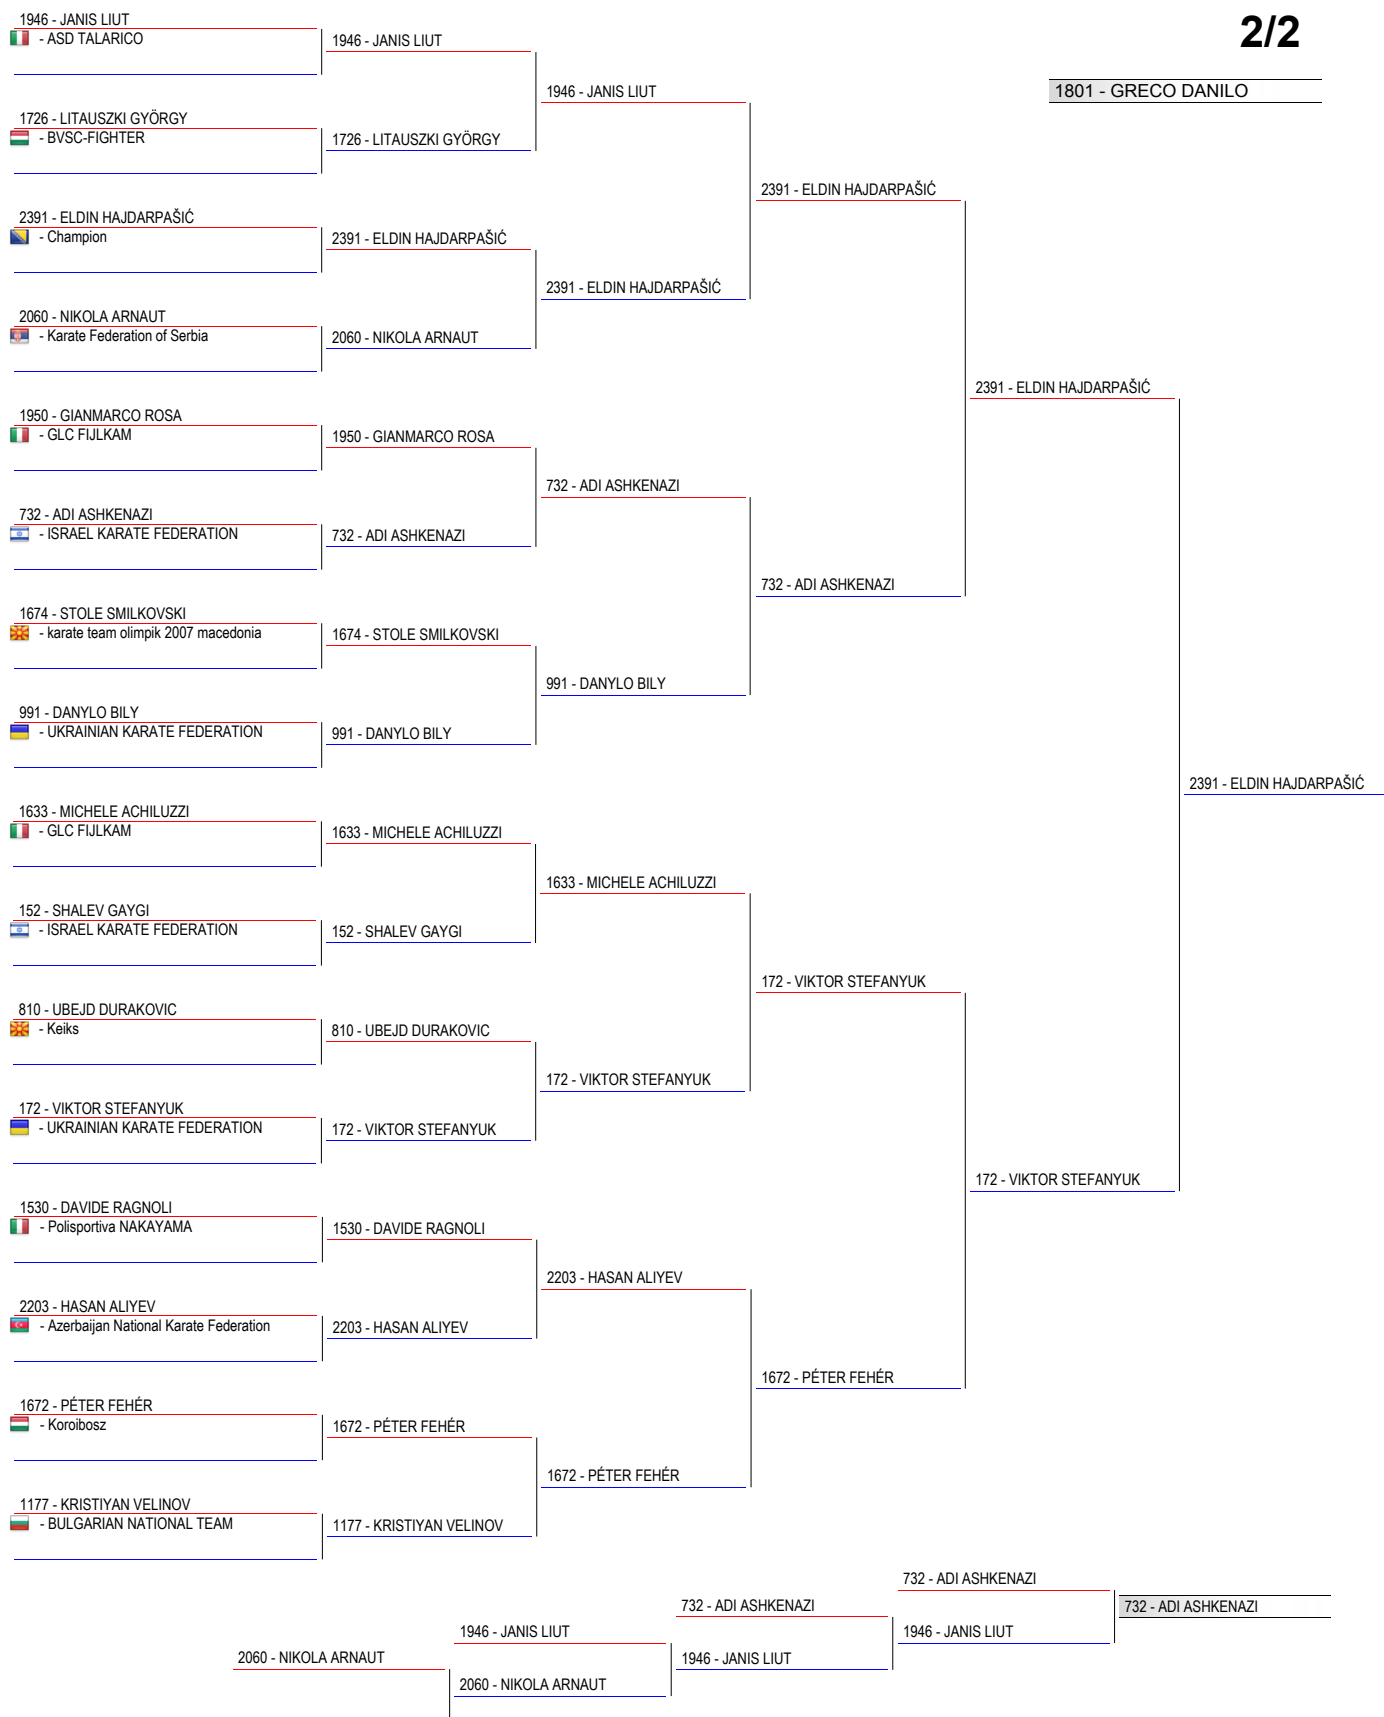 2/2
1801 - GRECO DANILO
1946 - JANIS LIUT
- ASD TALARICO
1726 - LITAUSZKI GYÖRGY
- BVSC-FIGHTER
2391 - ELDIN HAJDARPAŠIĆ
- Champion
2060 - NIKOLA ARNAUT
- Karate Federation of Serbia
1950 - GIANMARCO ROSA
- GLC FIJLKAM
732 - ADI ASHKENAZI
- ISRAEL KARATE FEDERATION
1674 - STOLE SMILKOVSKI
- karate team olimpik 2007 macedonia
991 - DANYLO BILY
- UKRAINIAN KARATE FEDERATION
1633 - MICHELE ACHILUZZI
- GLC FIJLKAM
152 - SHALEV GAYGI
- ISRAEL KARATE FEDERATION
810 - UBEJD DURAKOVIC
- Keiks
172 - VIKTOR STEFANYUK
- UKRAINIAN KARATE FEDERATION
1530 - DAVIDE RAGNOLI
- Polisportiva NAKAYAMA
2203 - HASAN ALIYEV
- Azerbaijan National Karate Federation
1672 - PÉTER FEHÉR
- Koroibosz
1177 - KRISTIYAN VELINOV
- BULGARIAN NATIONAL TEAM
1946 - JANIS LIUT
1726 - LITAUSZKI GYÖRGY
2391 - ELDIN HAJDARPAŠIĆ
2060 - NIKOLA ARNAUT
1950 - GIANMARCO ROSA
732 - ADI ASHKENAZI
1674 - STOLE SMILKOVSKI
991 - DANYLO BILY
1633 - MICHELE ACHILUZZI
152 - SHALEV GAYGI
810 - UBEJD DURAKOVIC
172 - VIKTOR STEFANYUK
1530 - DAVIDE RAGNOLI
2203 - HASAN ALIYEV
1672 - PÉTER FEHÉR
1177 - KRISTIYAN VELINOV
1946 - JANIS LIUT
2391 - ELDIN HAJDARPAŠIĆ
732 - ADI ASHKENAZI
991 - DANYLO BILY
1633 - MICHELE ACHILUZZI
172 - VIKTOR STEFANYUK
2203 - HASAN ALIYEV
1672 - PÉTER FEHÉR
2391 - ELDIN HAJDARPAŠIĆ
732 - ADI ASHKENAZI
172 - VIKTOR STEFANYUK
1672 - PÉTER FEHÉR
2391 - ELDIN HAJDARPAŠIĆ
172 - VIKTOR STEFANYUK
2391 - ELDIN HAJDARPAŠIĆ
2060 - NIKOLA ARNAUT
1946 - JANIS LIUT
2060 - NIKOLA ARNAUT
732 - ADI ASHKENAZI
1946 - JANIS LIUT
732 - ADI ASHKENAZI
1946 - JANIS LIUT
732 - ADI ASHKENAZI